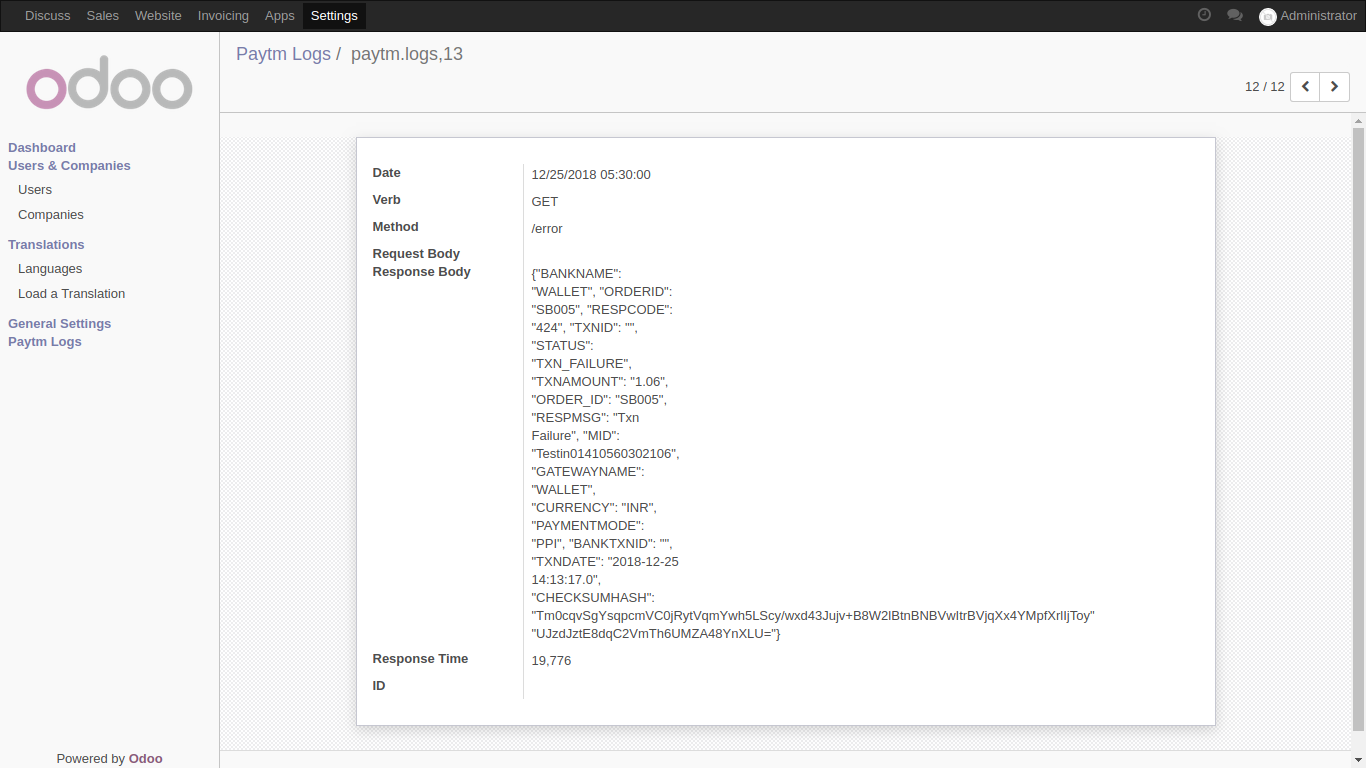 Discuss Sales Website Invoicing Apps Settings Administrator
odoo
Paytm Logs / paytm.logs,13
12 / 12
Dashboard
Users & Companies
Users
Companies
Translations
Languages
Load a Translation
General Settings
Paytm Logs
Date 12/25/2018 05:30:00
Verb GET
Method /error
Request Body
Response Body {"BANKNAME":
"WALLET", "ORDERID":
"SB005", "RESPCODE":
"424", "TXNID": "",
"STATUS":
"TXN_FAILURE",
"TXNAMOUNT": "1.06",
"ORDER_ID": "SB005",
"RESPMSG": "Txn
Failure", "MID":
"Testin01410560302106",
"GATEWAYNAME":
"WALLET",
"CURRENCY": "INR",
"PAYMENTMODE":
"PPI", "BANKTXNID": "",
"TXNDATE": "2018-12-25
14:13:17.0",
"CHECKSUMHASH":
"Tm0cqvSgYsqpcmVC0jRytVqmYwh5LScy/wxd43Jujv+B8W2lBtnBNBVwItrBVjqXx4YMpfXrlIjToy"
"UJzdJztE8dqC2VmTh6UMZA48YnXLU="}
Response Time 19,776
ID
Powered by Odoo